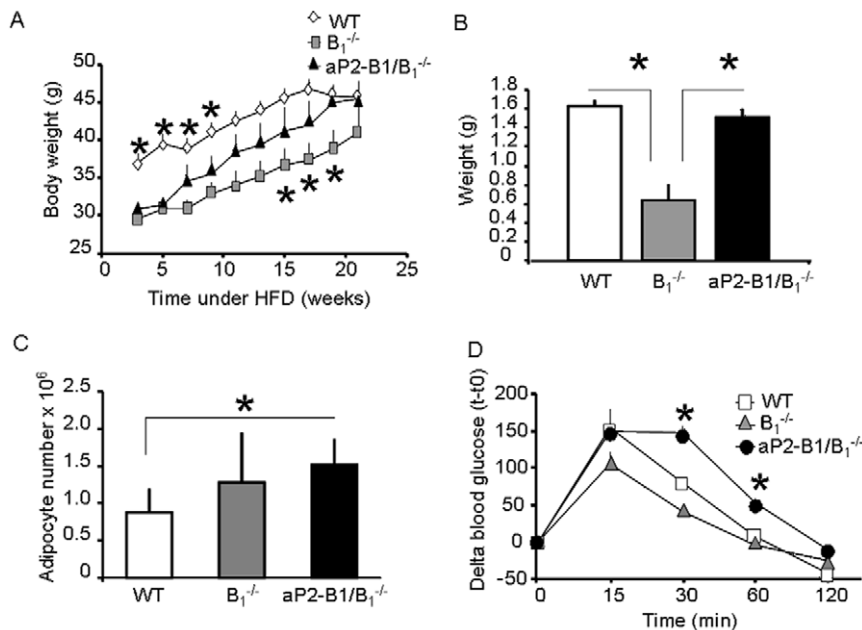 A
WT
B₁⁻/⁻
aP2-B1/B₁⁻/⁻
50
45
40
35
30
25
Body weight (g)
* * * *
* * *
0 5 10 15 20 25
Time under HFD (weeks)
B
* *
1.8
1.6
1.4
1.2
1.0
0.8
0.6
0.4
0.2
0
Weight (g)
WT B₁⁻/⁻ aP2-B1/B₁⁻/⁻
C
*
2.5
2.0
1.5
1.0
0.5
0
Adipocyte number x 10⁶
WT B₁⁻/⁻ aP2-B1/B₁⁻/⁻
D
WT
B₁⁻/⁻
aP2-B1/B₁⁻/⁻
200
150
100
50
0
-50
Delta blood glucose (t-t0)
*
*
0 15 30 60 120
Time (min)